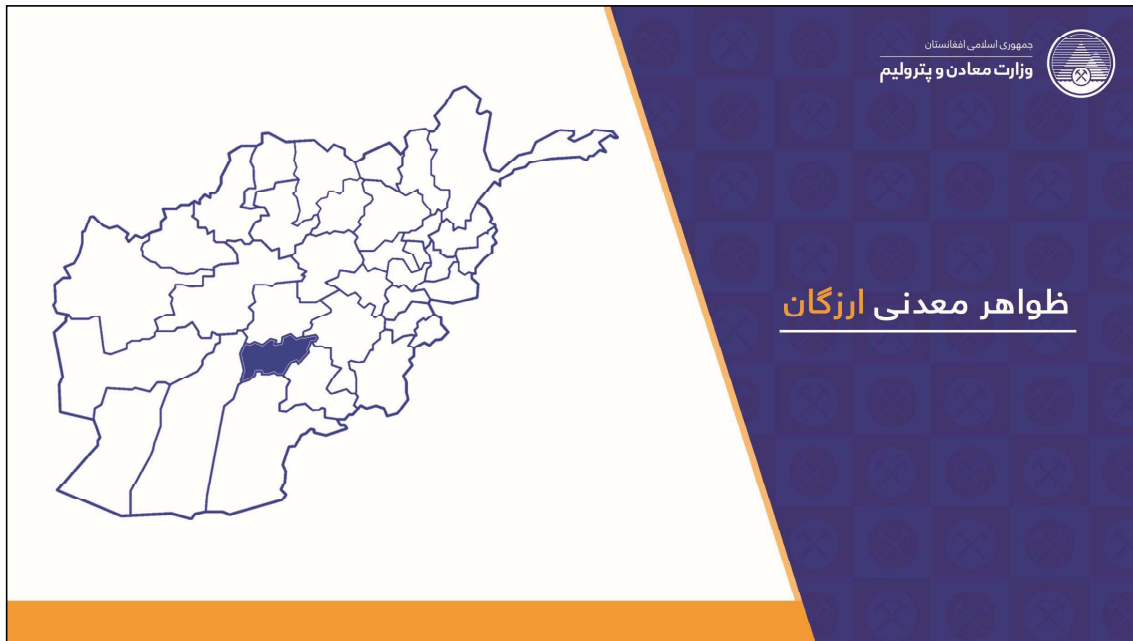 جمهوری اسلامی افغانستان
وزارت معادن و پترولیم
ظواهر معدنی ارزگان